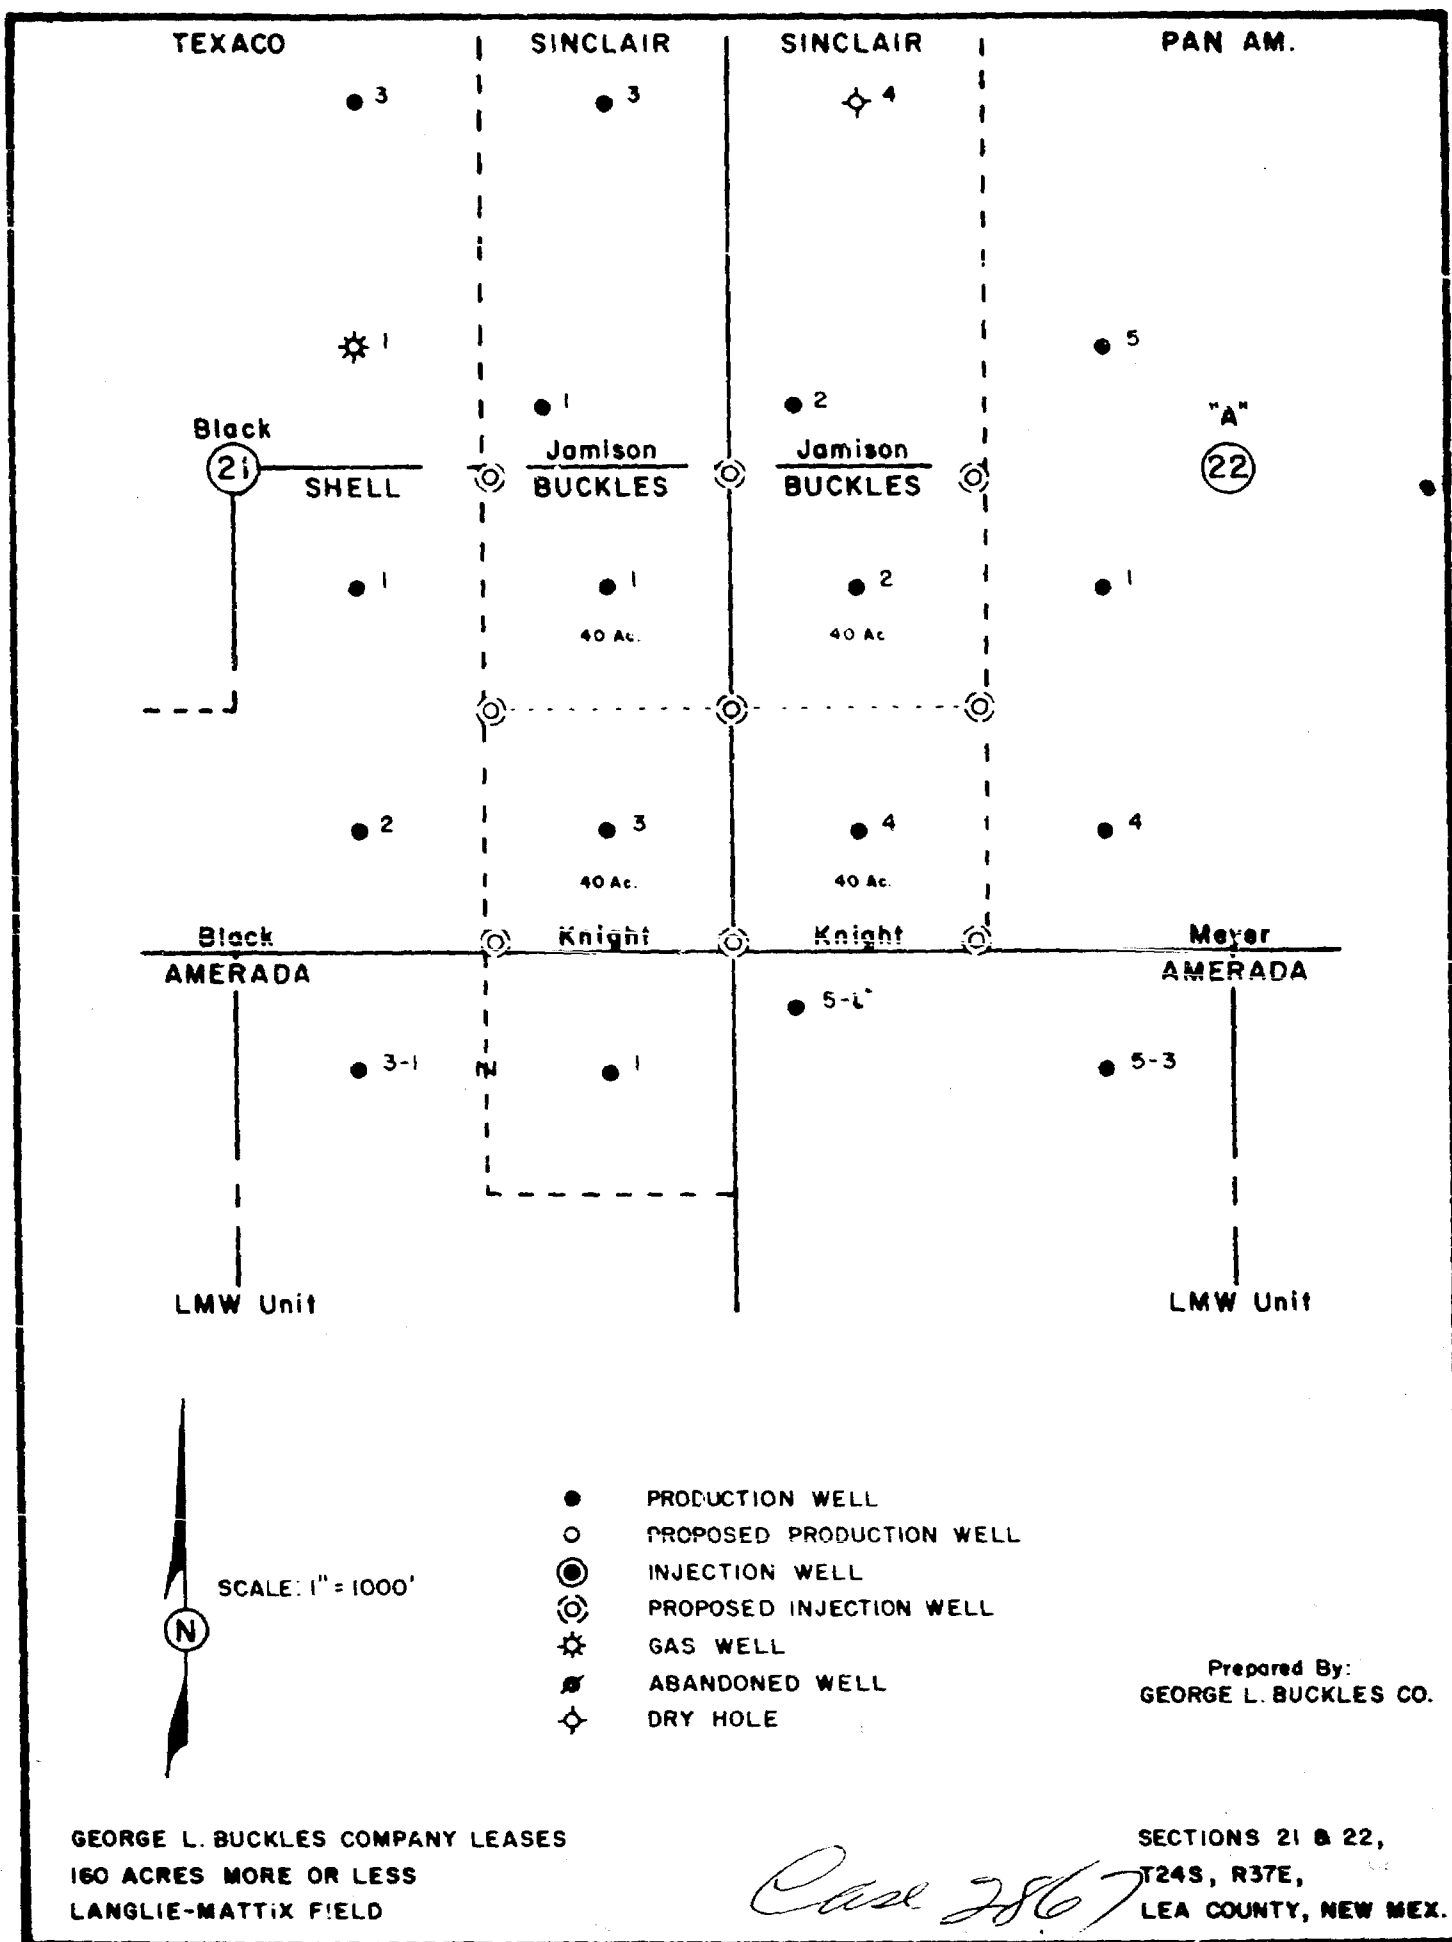 TEXACO SINCLAIR SINCLAIR PAN AM.
3 3 4
1 5
1 2
Black Jamison Jamison "A"
21 SHELL BUCKLES BUCKLES 22
1 1 2 1
40 Ac. 40 Ac
2 3 4 4
40 Ac. 40 Ac.
Black Knight Knight Meyer
AMERADA AMERADA
3-1 1 5-3
LMW Unit LMW Unit
PRODUCTION WELL
PROPOSED PRODUCTION WELL
INJECTION WELL
PROPOSED INJECTION WELL
GAS WELL
ABANDONED WELL
DRY HOLE
SCALE: 1" = 1000'
N
Prepared By:
GEORGE L. BUCKLES CO.
GEORGE L. BUCKLES COMPANY LEASES
160 ACRES MORE OR LESS
LANGLIE-MATTIX FIELD
Case 2867
SECTIONS 21 & 22,
T24S, R37E,
LEA COUNTY, NEW MEX.